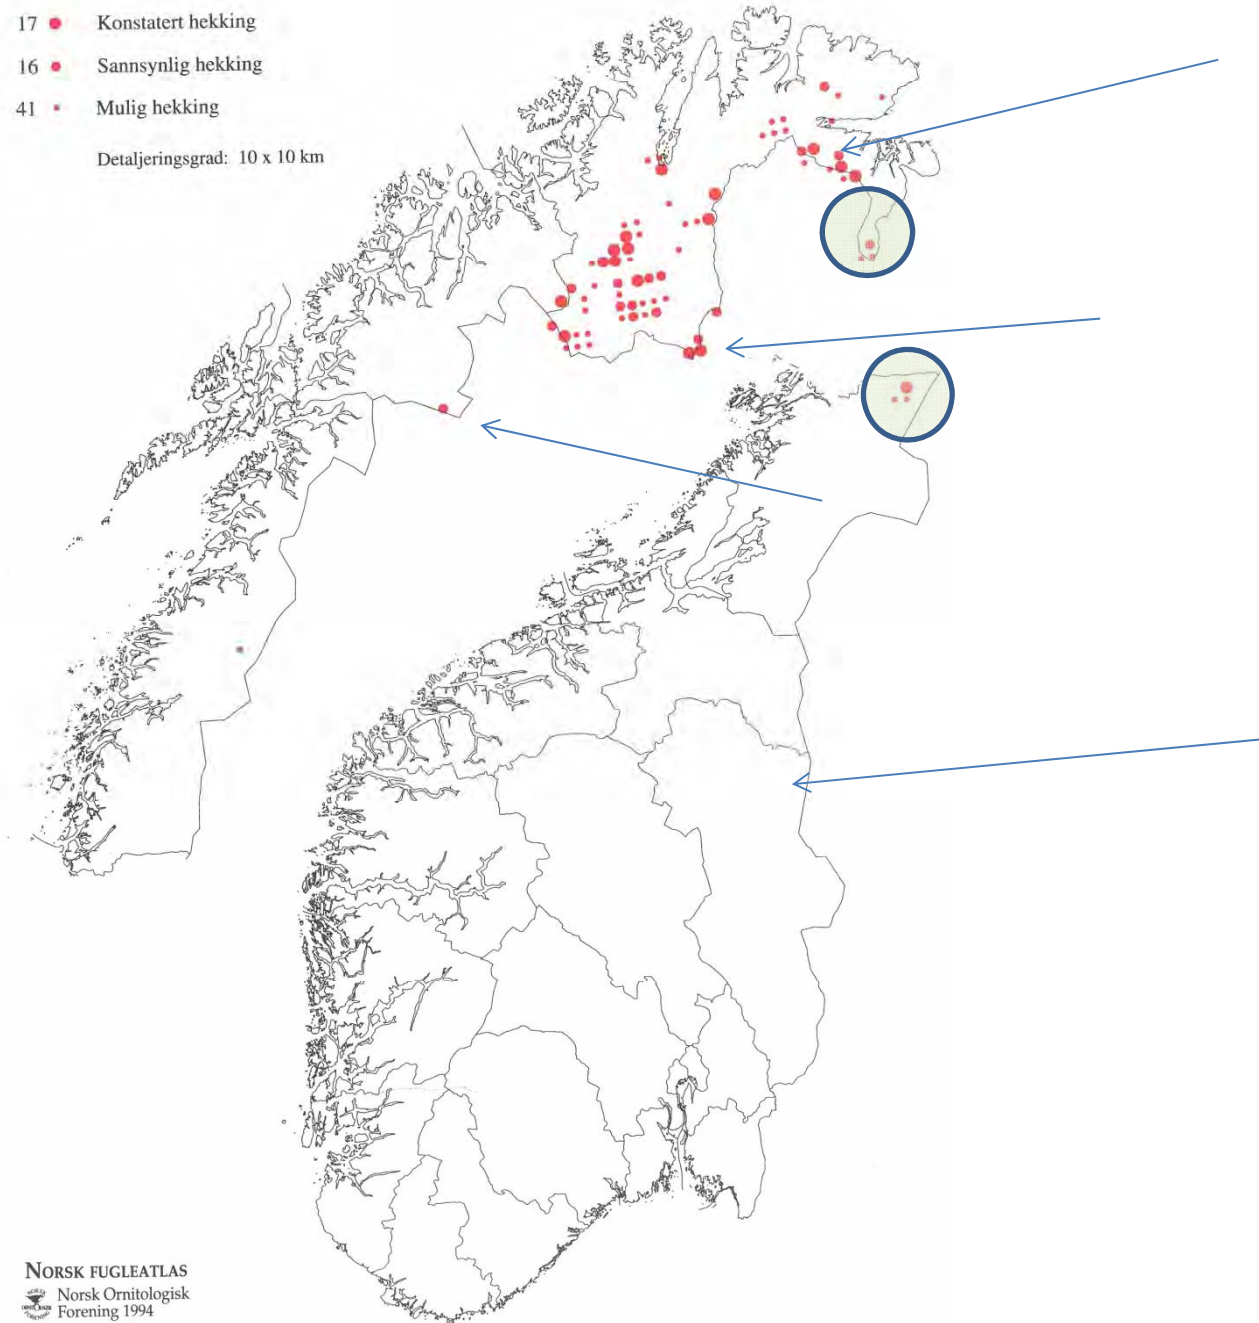 17 Konstatert hekking
16 Sannsynlig hekking
41 Mulig hekking
Detaljeringsgrad: 10 x 10 km
NORSK FUGLEATLAS
Norsk Ornitologisk
Forening 1994